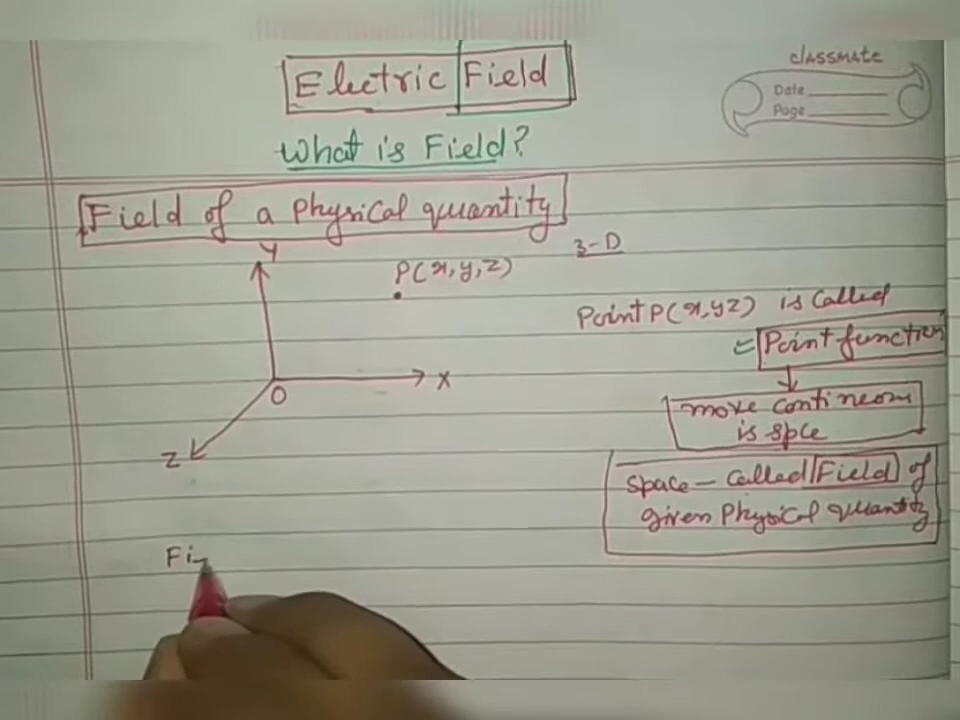 Electric Field
classmate
Date
Page
What is Field?
Field of a Physical quantity
3-D
Y
P(x,y,z)
X
O
Z
Point P(x,yz) is called
= Point function
move contineous
is spce
Space - called Field of
given Physical quantity
Fi